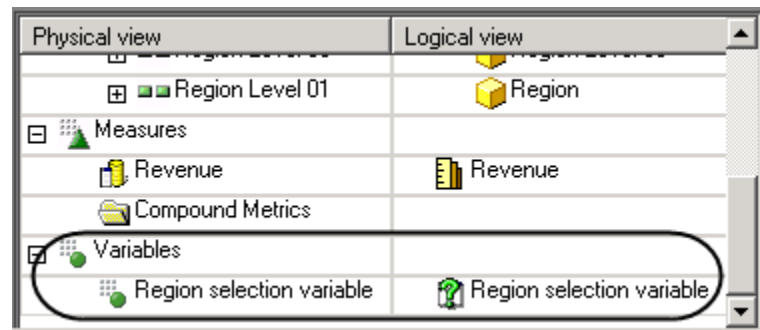 Physical view Logical view
Region Level 01 Region
Measures
Revenue Revenue
Compound Metrics
Variables
Region selection variable Region selection variable